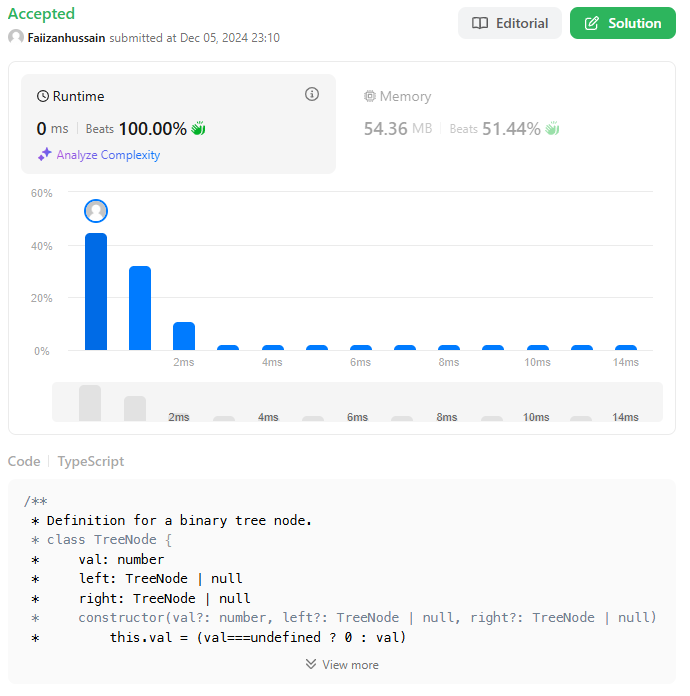 Accepted
Editorial
Solution
Faiizanhussain submitted at Dec 05, 2024 23:10
Runtime
0 ms | Beats 100.00%
Analyze Complexity
Memory
54.36 MB | Beats 51.44%
60%
40%
20%
0%
2ms 4ms 6ms 8ms 10ms 12ms 14ms
2ms 4ms 6ms 8ms 10ms 14ms
Code | TypeScript
/**
 * Definition for a binary tree node.
 * class TreeNode {
 *     val: number
 *     left: TreeNode | null
 *     right: TreeNode | null
 *     constructor(val?: number, left?: TreeNode | null, right?: TreeNode | null)
 *         this.val = (val===undefined ? 0 : val)
View more